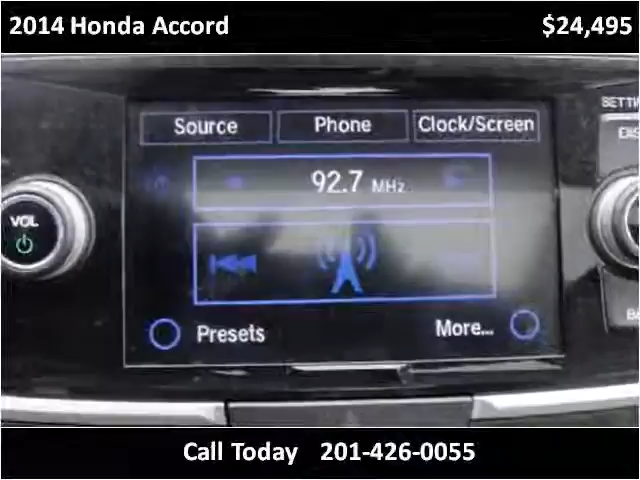 2014 Honda Accord $24,495
SETTI
Source Phone Clock/Screen
92.7 MHz
VOL
Presets More...
Call Today 201-426-0055